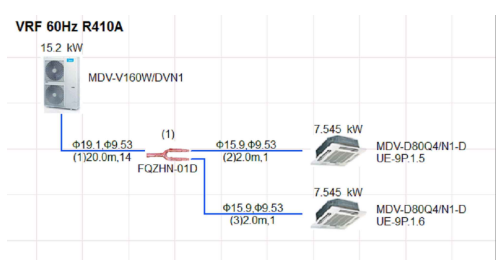 VRF 60Hz R410A
15.2 kW
MDV-V160W/DVN1
Φ19.1,Φ9.53
(1)20.0m,14
(1)
FQZHN-01D
Φ15.9,Φ9.53
(2)2.0m,1
7.545 kW
MDV-D80Q4/N1-D
UE-9P.1.5
Φ15.9,Φ9.53
(3)2.0m,1
7.545 kW
MDV-D80Q4/N1-D
UE-9P.1.6